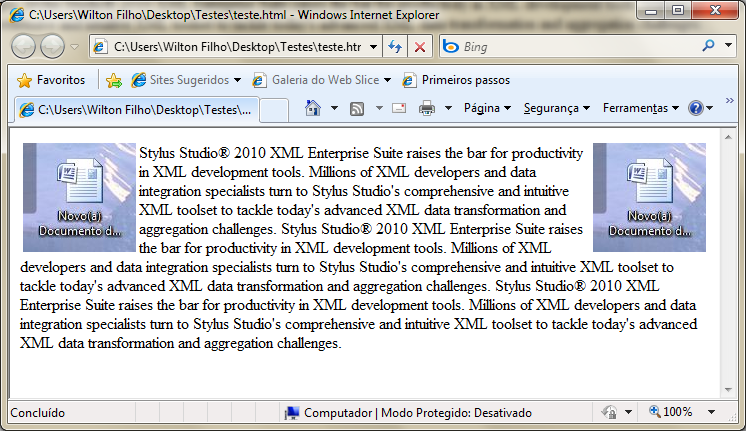 C:\Users\Wilton Filho\Desktop\Testes\teste.html - Windows Internet Explorer
C:\Users\Wilton Filho\Desktop\Testes\teste.htr
Bing
Favoritos
Sites Sugeridos
Galeria do Web Slice
Primeiros passos
C:\Users\Wilton Filho\Desktop\Testes\...
Página
Segurança
Ferramentas
»
Stylus Studio® 2010 XML Enterprise Suite raises the bar for productivity
in XML development tools. Millions of XML developers and data
integration specialists turn to Stylus Studio's comprehensive and intuitive
XML toolset to tackle today's advanced XML data transformation and
aggregation challenges. Stylus Studio® 2010 XML Enterprise Suite raises
the bar for productivity in XML development tools. Millions of XML
developers and data integration specialists turn to Stylus Studio's comprehensive and intuitive XML toolset to
tackle today's advanced XML data transformation and aggregation challenges. Stylus Studio® 2010 XML
Enterprise Suite raises the bar for productivity in XML development tools. Millions of XML developers and data
integration specialists turn to Stylus Studio's comprehensive and intuitive XML toolset to tackle today's advanced
XML data transformation and aggregation challenges.
Novo(a)
Documento d...
Novo(a)
Documento d...
Concluído
Computador | Modo Protegido: Desativado
100%